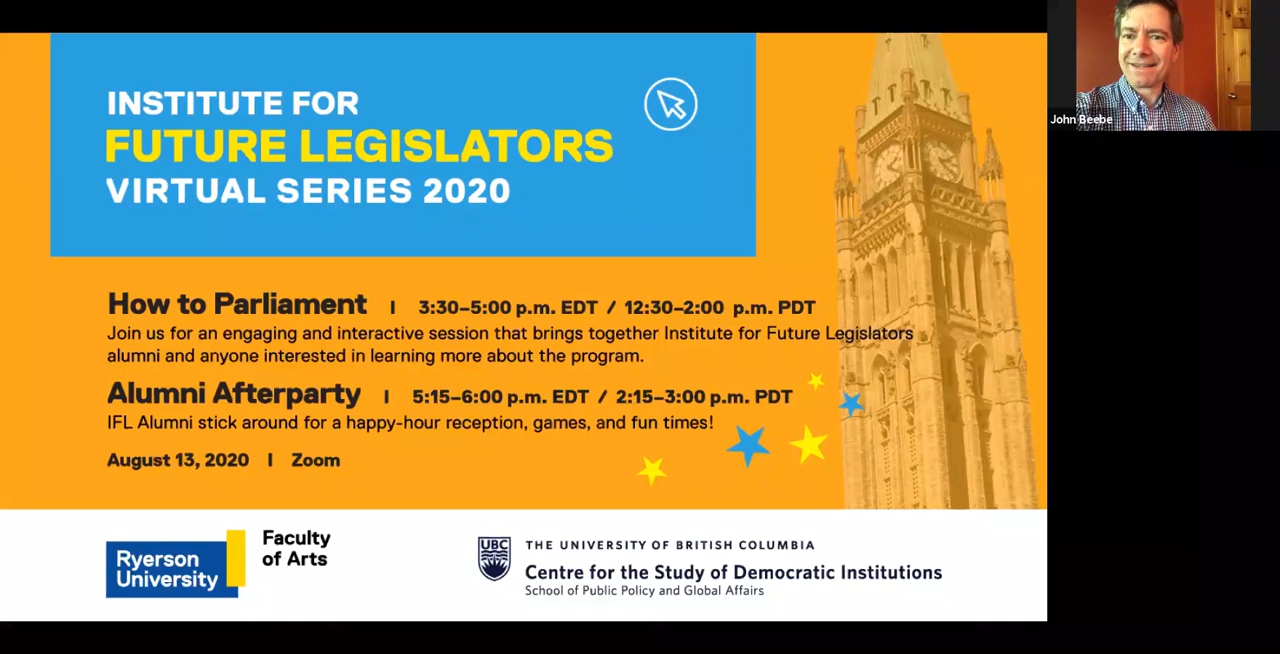 INSTITUTE FOR
FUTURE LEGISLATORS
VIRTUAL SERIES 2020
How to Parliament I 3:30–5:00 p.m. EDT / 12:30–2:00 p.m. PDT
Join us for an engaging and interactive session that brings together Institute for Future Legislators
alumni and anyone interested in learning more about the program.
Alumni Afterparty I 5:15–6:00 p.m. EDT / 2:15–3:00 p.m. PDT
IFL Alumni stick around for a happy-hour reception, games, and fun times!
August 13, 2020 I Zoom
Ryerson
University
Faculty
of Arts
UBC
THE UNIVERSITY OF BRITISH COLUMBIA
Centre for the Study of Democratic Institutions
School of Public Policy and Global Affairs
John Beebe